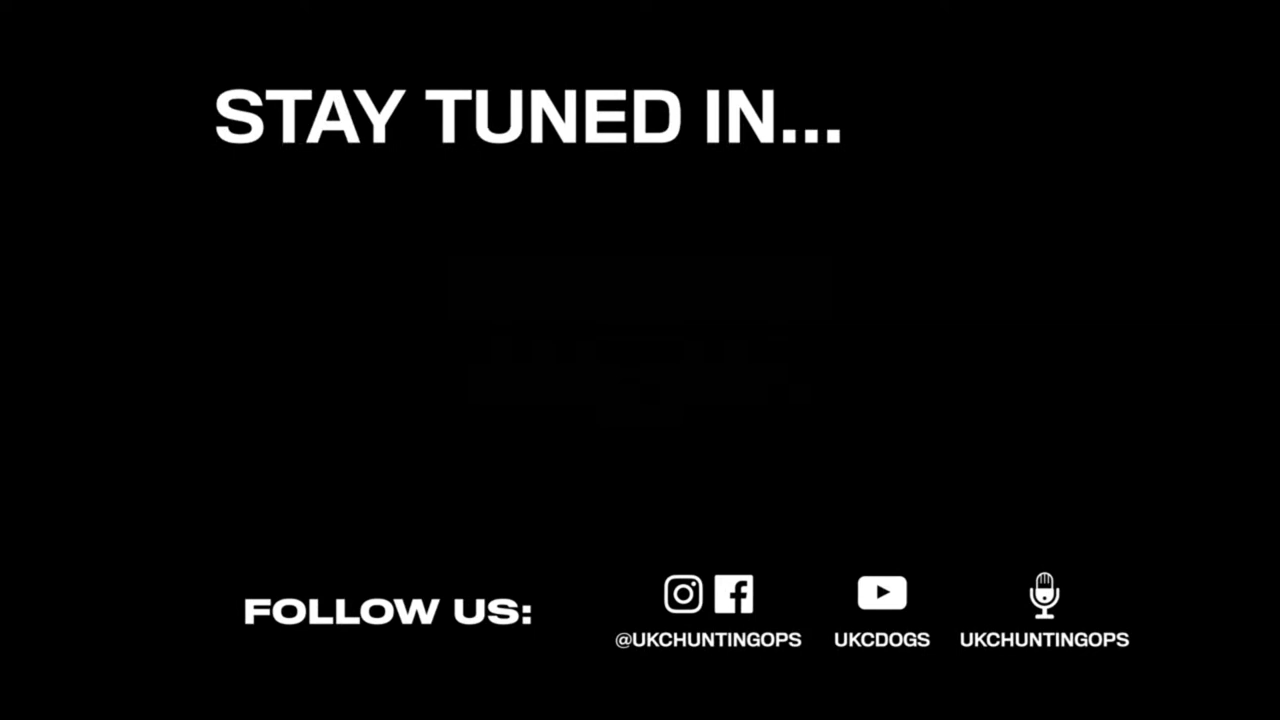 STAY TUNED IN...
FOLLOW US:
@UKCHUNTINGOPS
UKCDOGS
UKCHUNTINGOPS